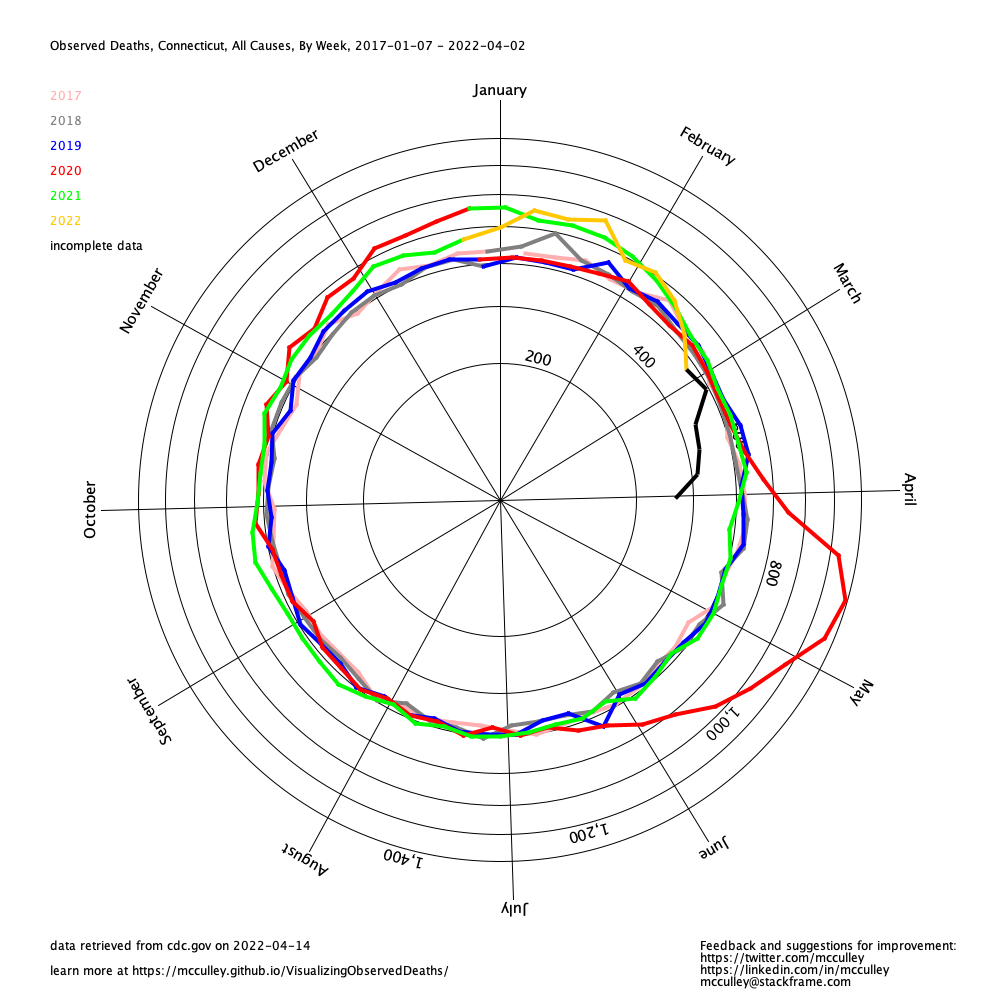 Observed Deaths, Connecticut, All Causes, By Week, 2017-01-07 - 2022-04-02
2017
2018
2019
2020
2021
2022
incomplete data
January
February
March
April
May
June
July
August
September
October
November
December
200
400
800
1,000
1,200
1,400
data retrieved from cdc.gov on 2022-04-14
learn more at https://mcculley.github.io/VisualizingObservedDeaths/
Feedback and suggestions for improvement:
https://twitter.com/mcculley
https://linkedin.com/in/mcculley
mcculley@stackframe.com